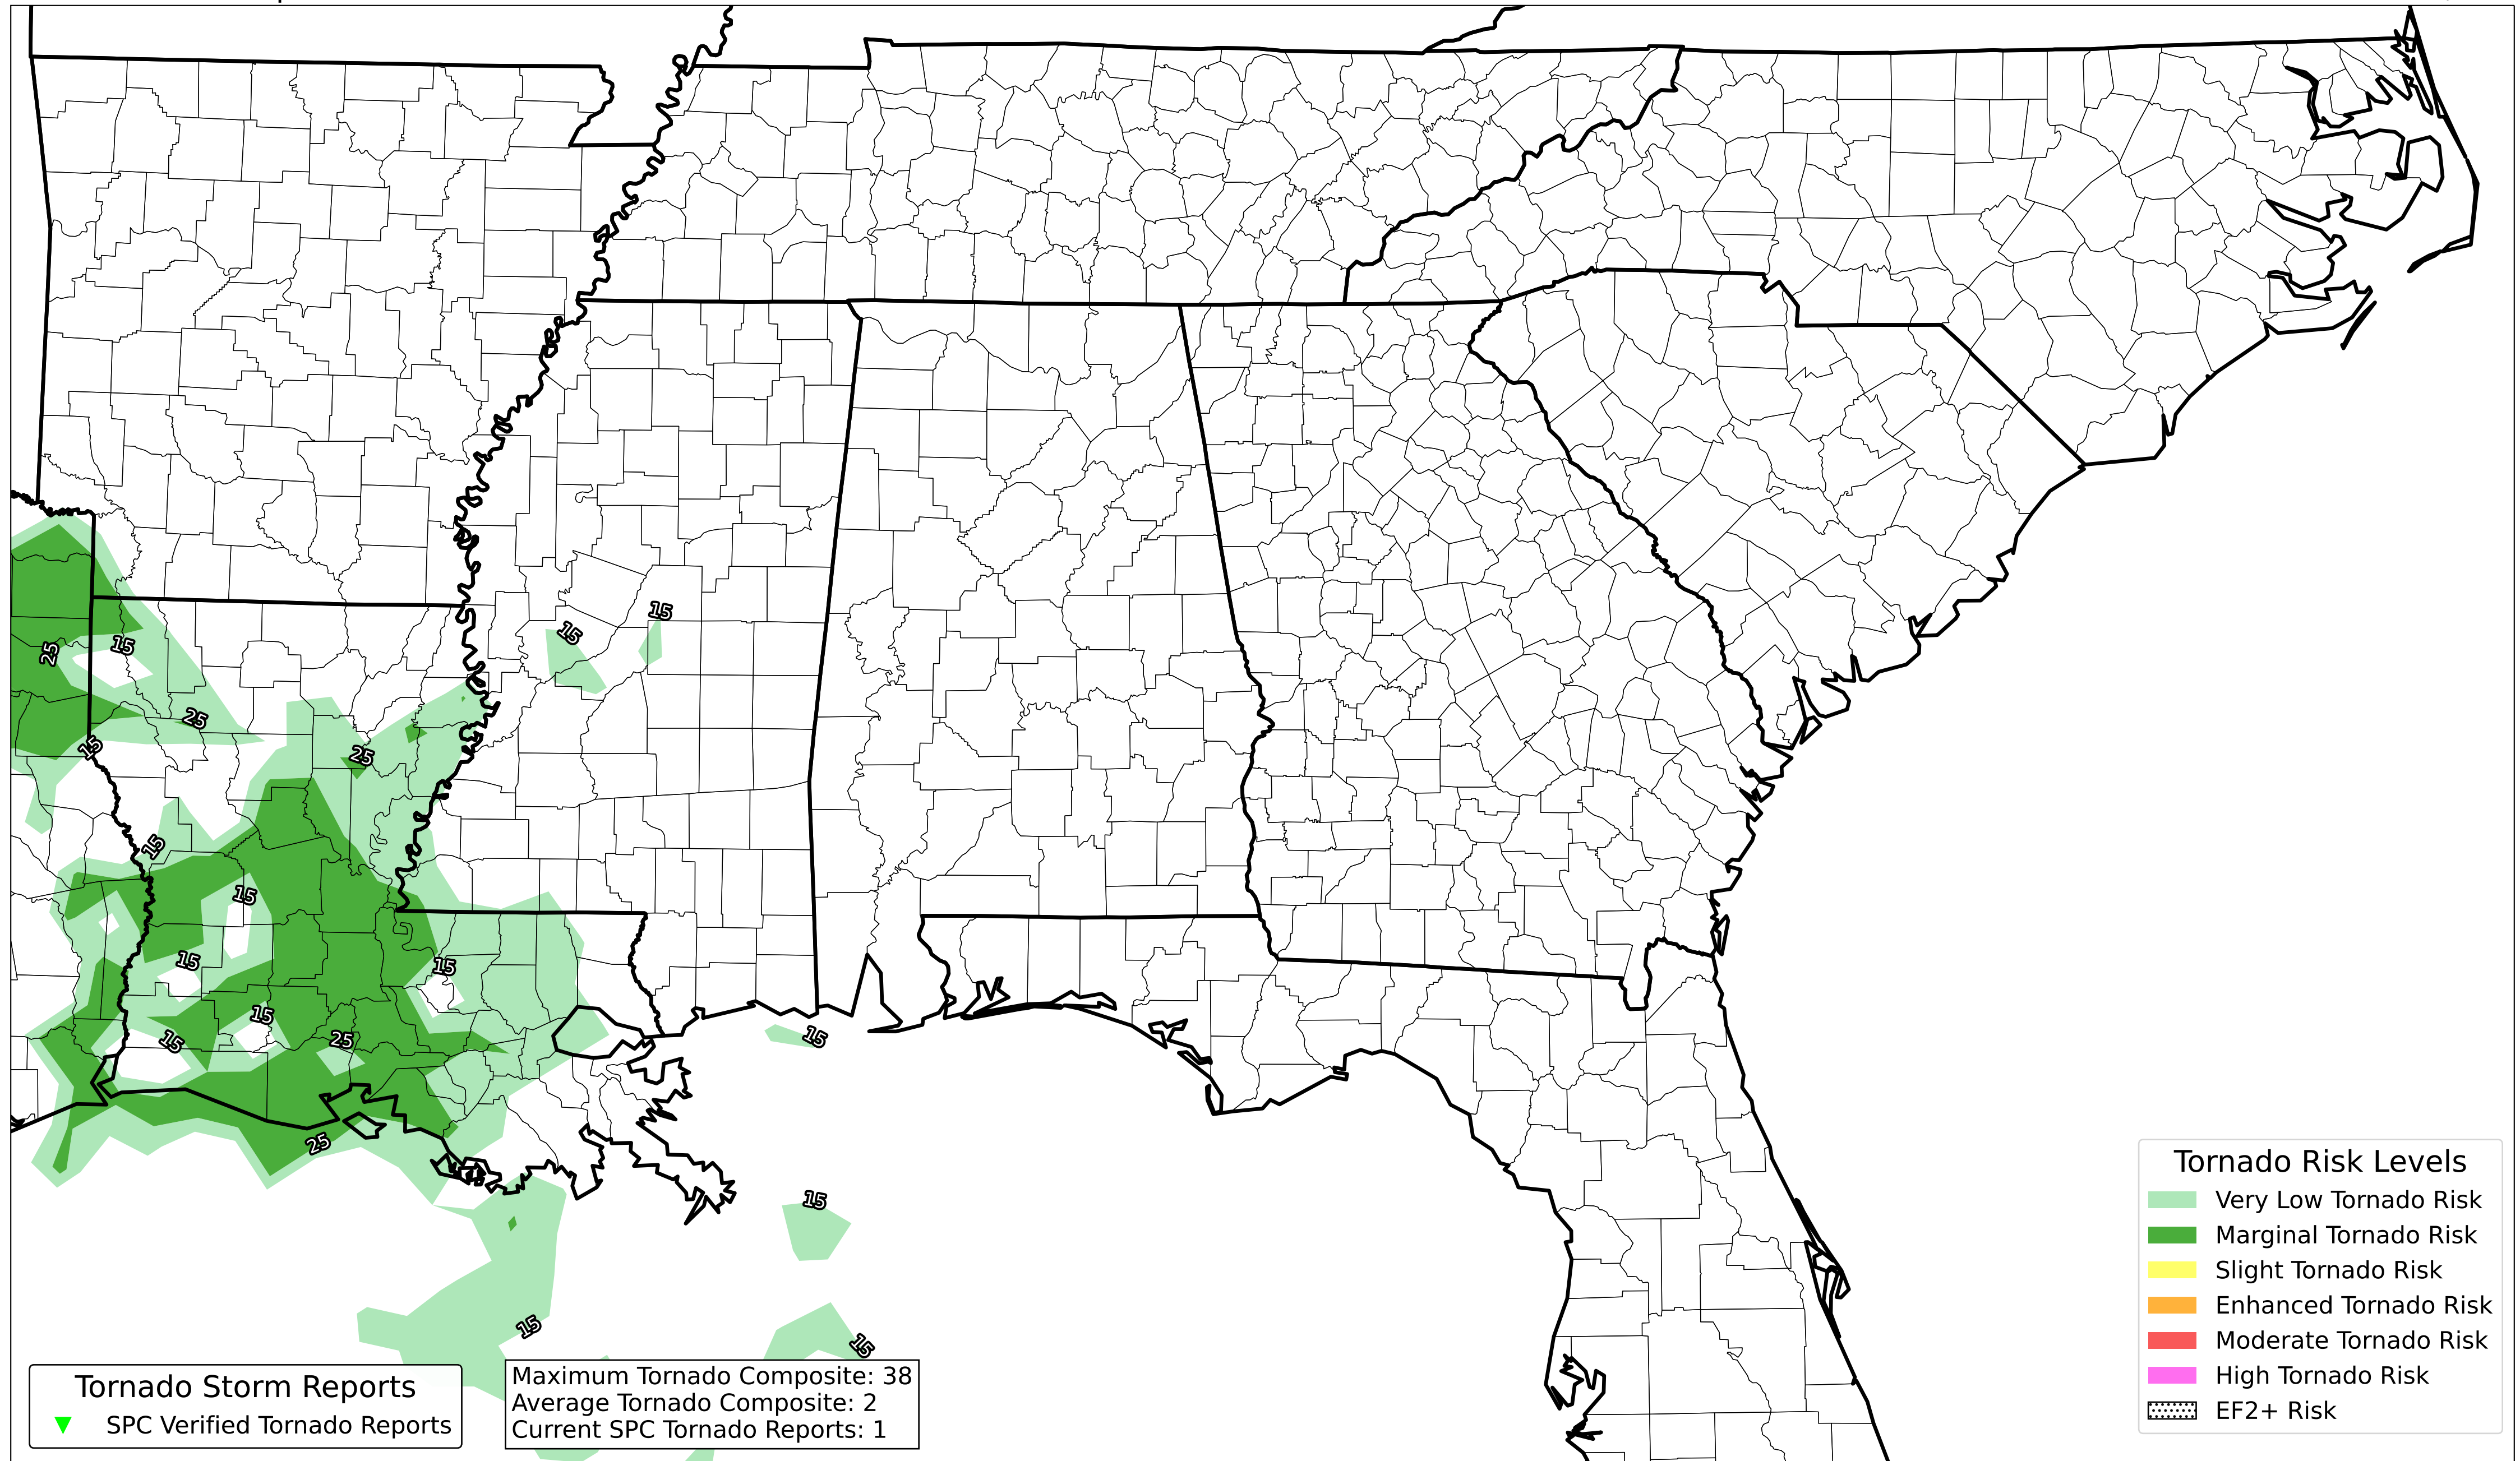 15
15
25
15
25
25
15
15
15
15
15
15
25
15
15
25
15
15
15
Tornado Risk Levels
Very Low Tornado Risk
Marginal Tornado Risk
Slight Tornado Risk
Enhanced Tornado Risk
Moderate Tornado Risk
High Tornado Risk
EF2+ Risk
Tornado Storm Reports
SPC Verified Tornado Reports
Maximum Tornado Composite: 38
Average Tornado Composite: 2
Current SPC Tornado Reports: 1